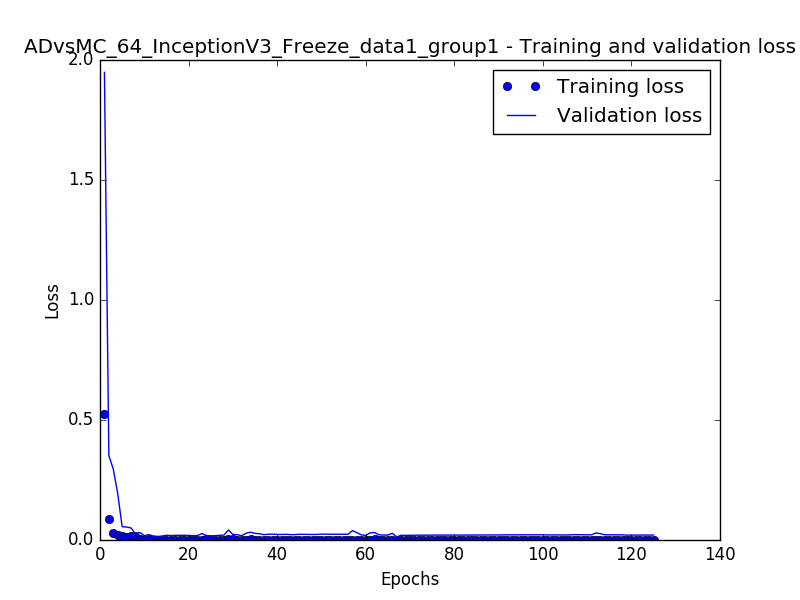 ADvsMC_64_InceptionV3_Freeze_data1_group1 - Training and validation loss
Training loss
Validation loss
2.0
1.5
1.0
0.5
0.0
Loss
0 20 40 60 80 100 120 140
Epochs